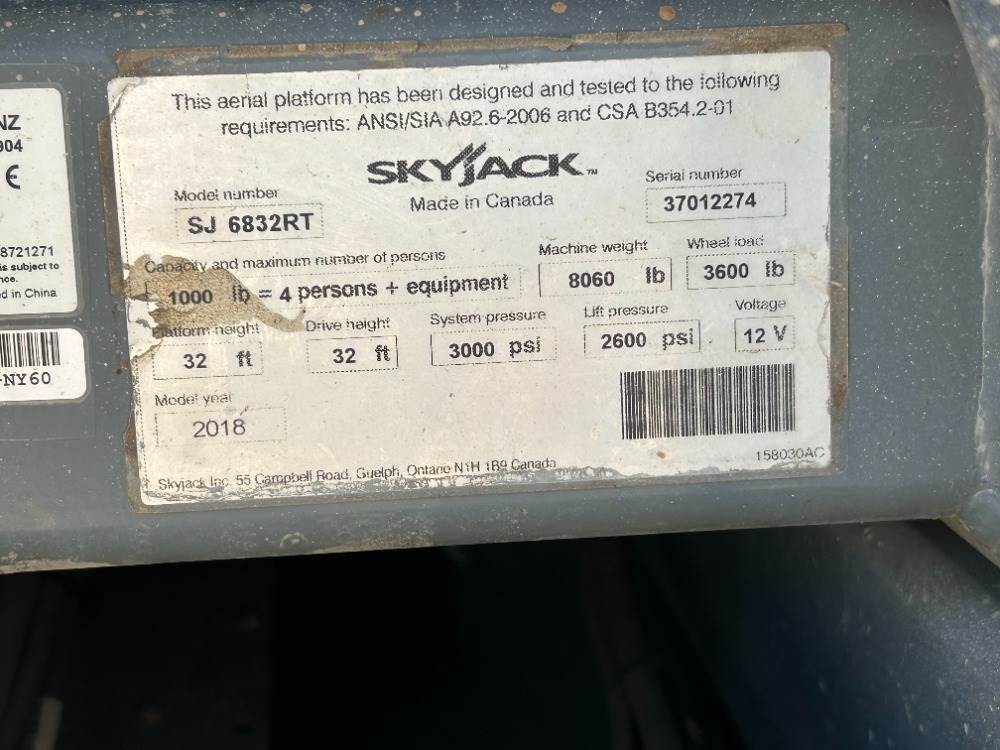 This aerial platform has been designed and tested to the following
requirements: ANSI/SIA A92.6-2006 and CSA B354.2-01
SKYJACK™
Made in Canada
Model number
SJ 6832RT
Serial number
37012274
Capacity and maximum number of persons
1000 lb = 4 persons + equipment
Machine weight
8060 lb
Wheel load
3600 lb
Platform height
32 ft
Drive height
32 ft
System pressure
3000 psi
Lift pressure
2600 psi
Voltage
12 V
Model year
2018
158030AC
Skyjack Inc. 55 Campbell Road, Guelph, Ontario N1H 1B9 Canada
NZ
904
CE
8721271
is subject to
d in China
-NY60